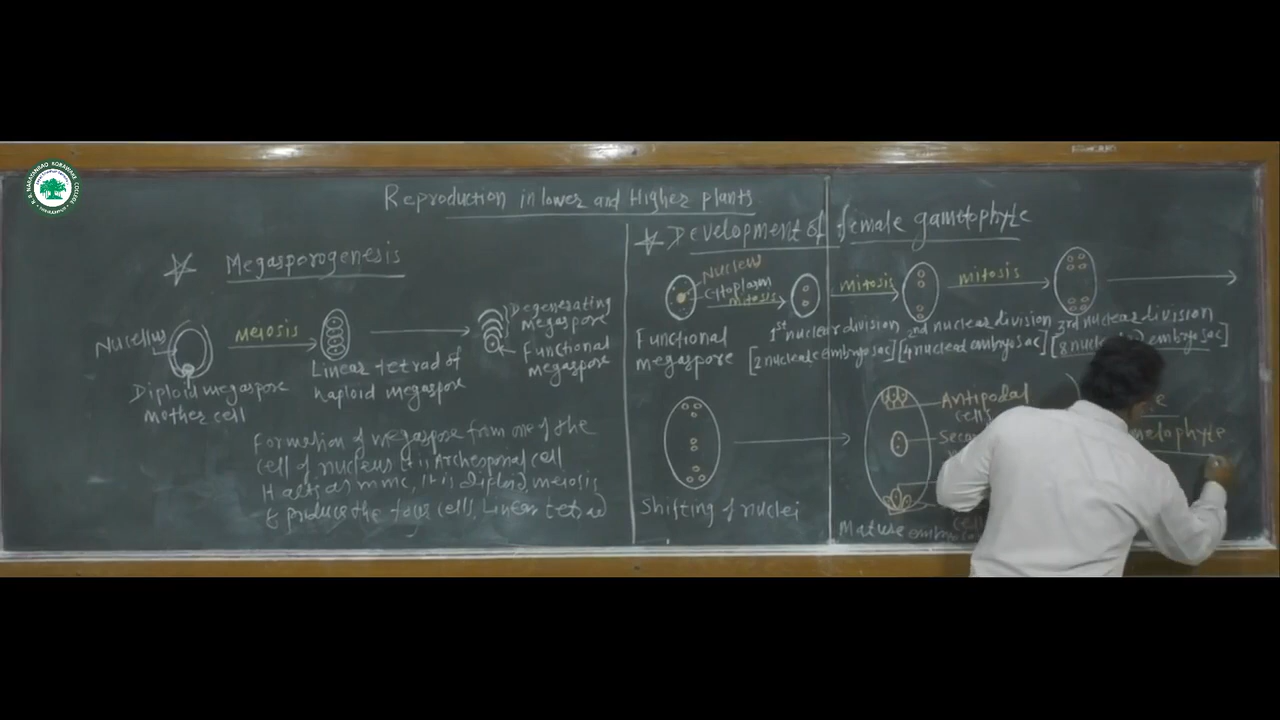 Reproduction in lower and Higher plants
Megasporogenesis
Nucellus
meiosis
Diploid megaspore
mother cell
Linear tetrad of
haploid megaspore
Degenerating
megaspore
Functional
megaspore
Formation of megaspore from one of the
cell of nucleus It is Archesporial cell
It acts as mmc, It is diploid, meiosis
& produce the four cells, Linear tetrad
Development of female gametophyte
Nucleus
cytoplasm
mitosis
mitosis
mitosis
Functional
megaspore
1st nuclear division
[2 nucleate embryo sac]
2nd nuclear division
[4 nucleate embryo sac]
3rd nuclear division
embryo sac]
Shifting of nuclei
Antipodal
cells
Mature embryo